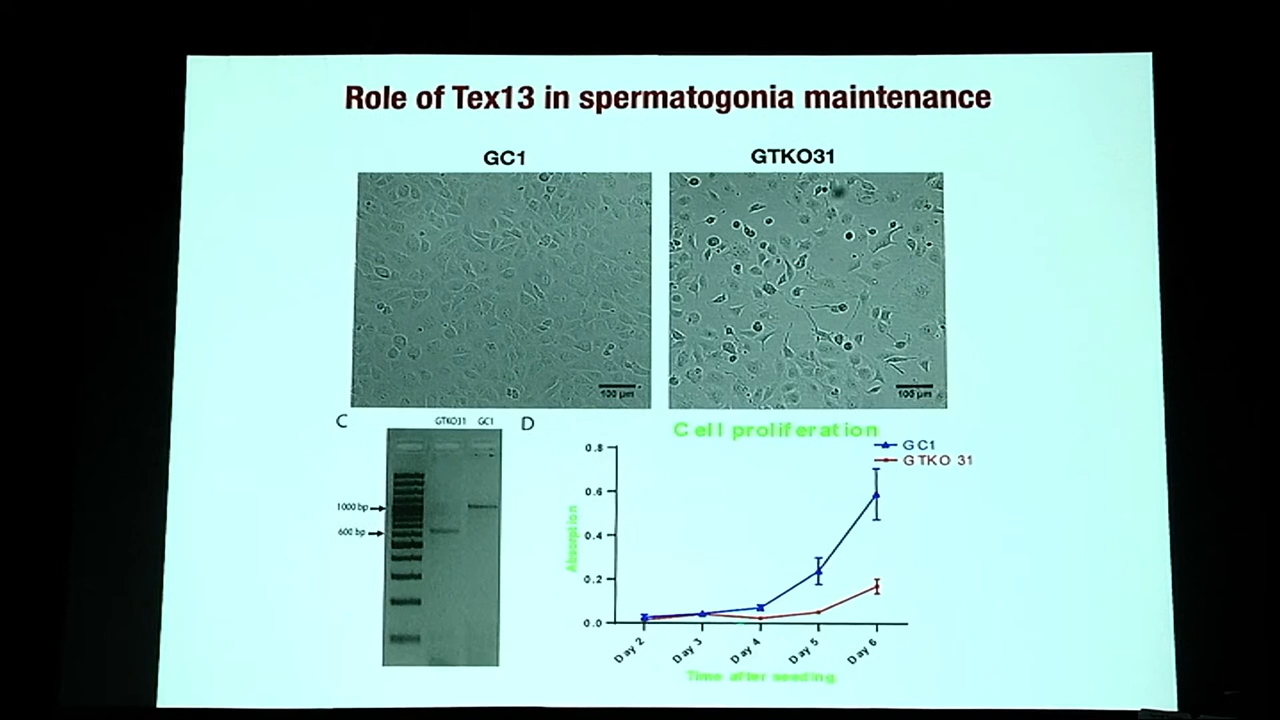 Role of Tex13 in spermatogonia maintenance
GC1
GTKO31
100 µm
100 µm
C
GTKO31
GC1
1000 bp
600 bp
D
Cell proliferation
GC1
GTKO 31
Absorption
0.8
0.6
0.4
0.2
0.0
Day 2
Day 3
Day 4
Day 5
Day 6
Time after seeding